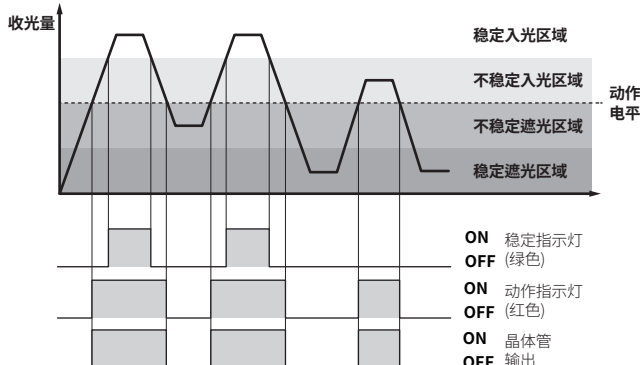 收光量
稳定入光区域
不稳定入光区域
动作
电平
不稳定遮光区域
稳定遮光区域
ON 稳定指示灯
OFF (绿色)
ON 动作指示灯
OFF (红色)
ON 晶体管
OFF 输出